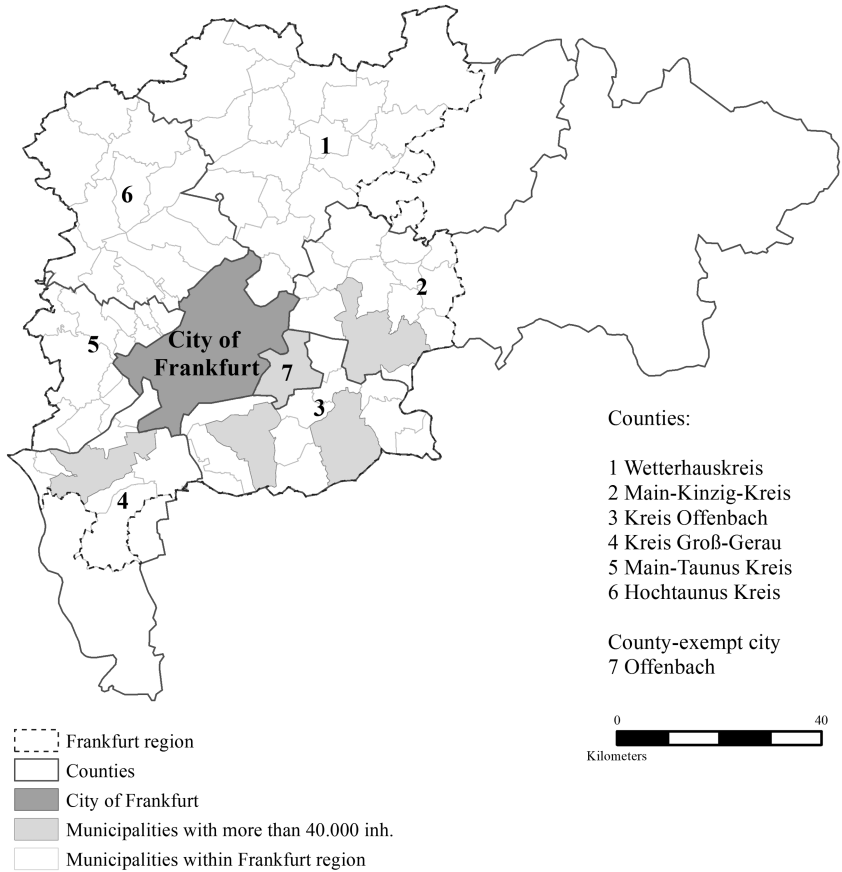 1
6
2
5
City of
Frankfurt
7
3
4
Counties:
1 Wetterhauskreis
2 Main-Kinzig-Kreis
3 Kreis Offenbach
4 Kreis Groß-Gerau
5 Main-Taunus Kreis
6 Hochtaunus Kreis
County-exempt city
7 Offenbach
0 40
Kilometers
Frankfurt region
Counties
City of Frankfurt
Municipalities with more than 40.000 inh.
Municipalities within Frankfurt region